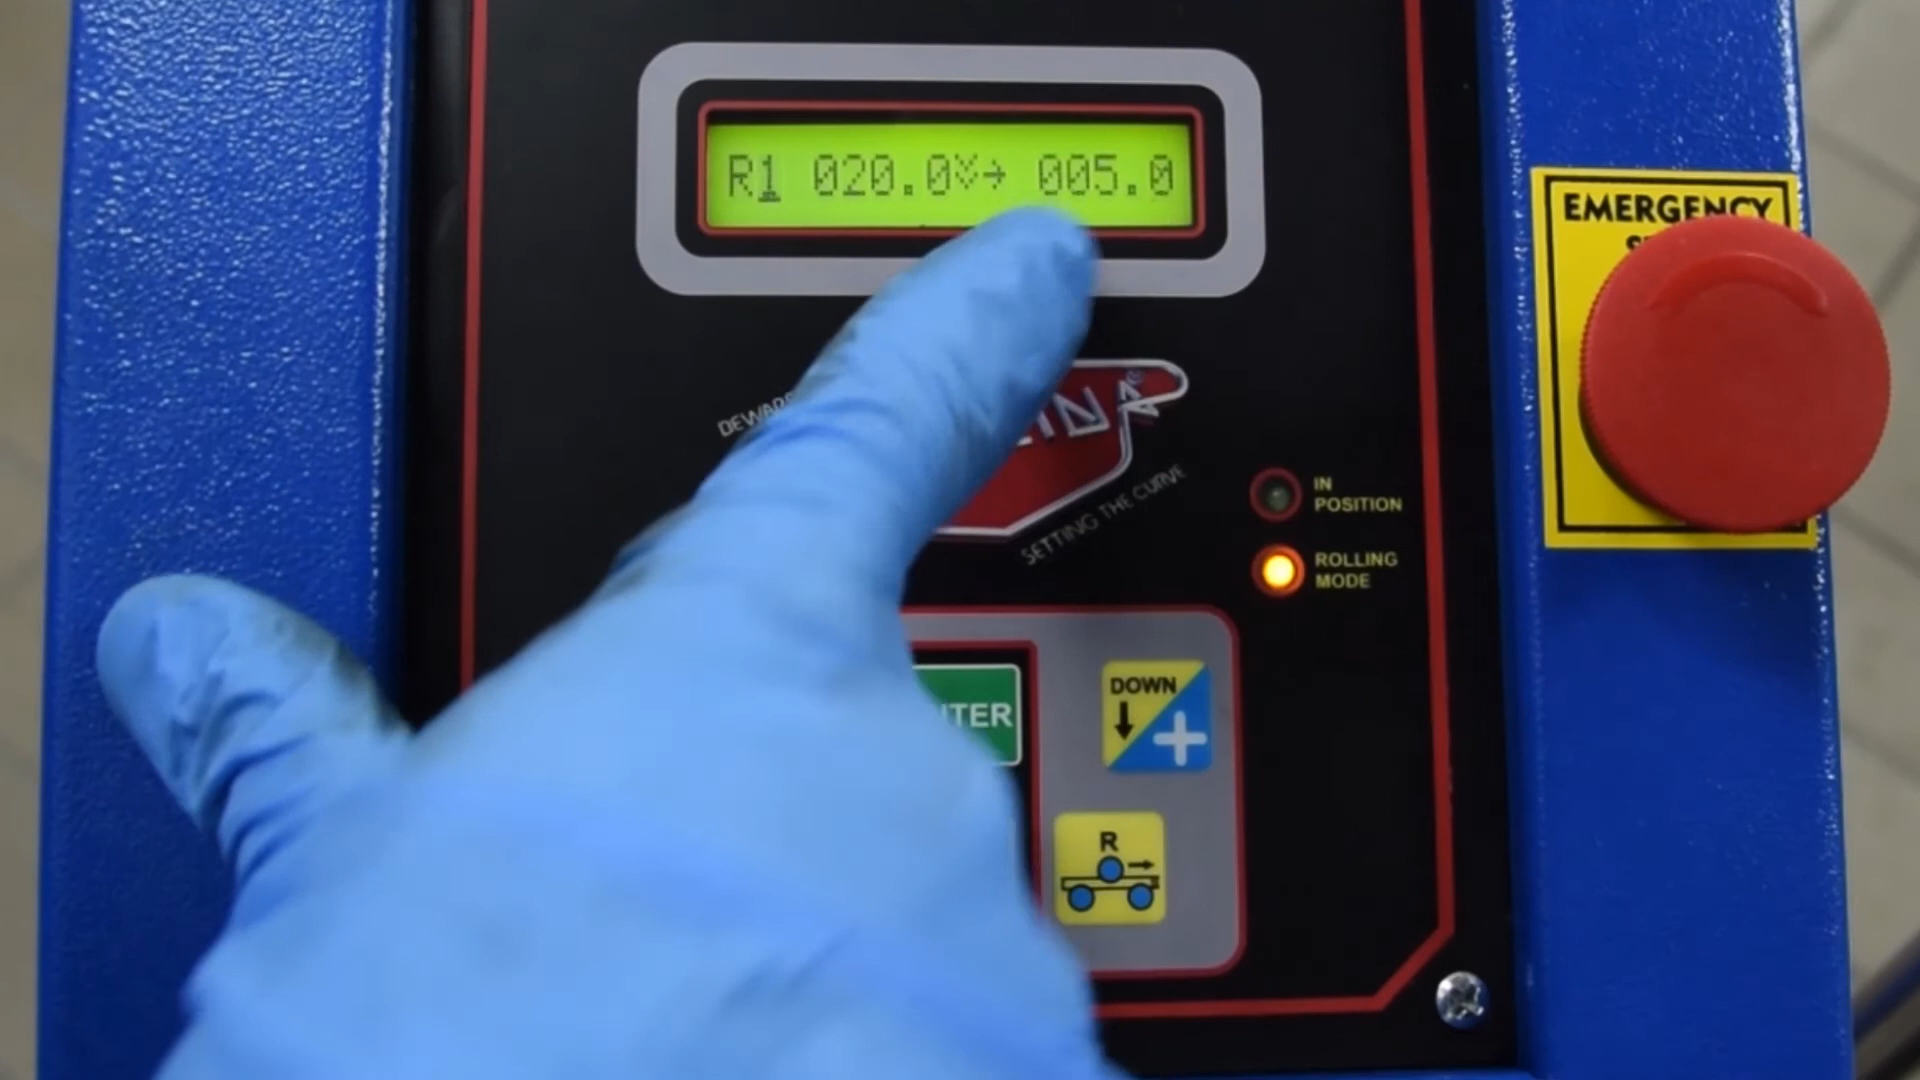 R1 020.0 → 005.0
EMERGENCY
SETTING THE CURVE
IN
POSITION
ROLLING
MODE
DOWN
↓
+
R
→